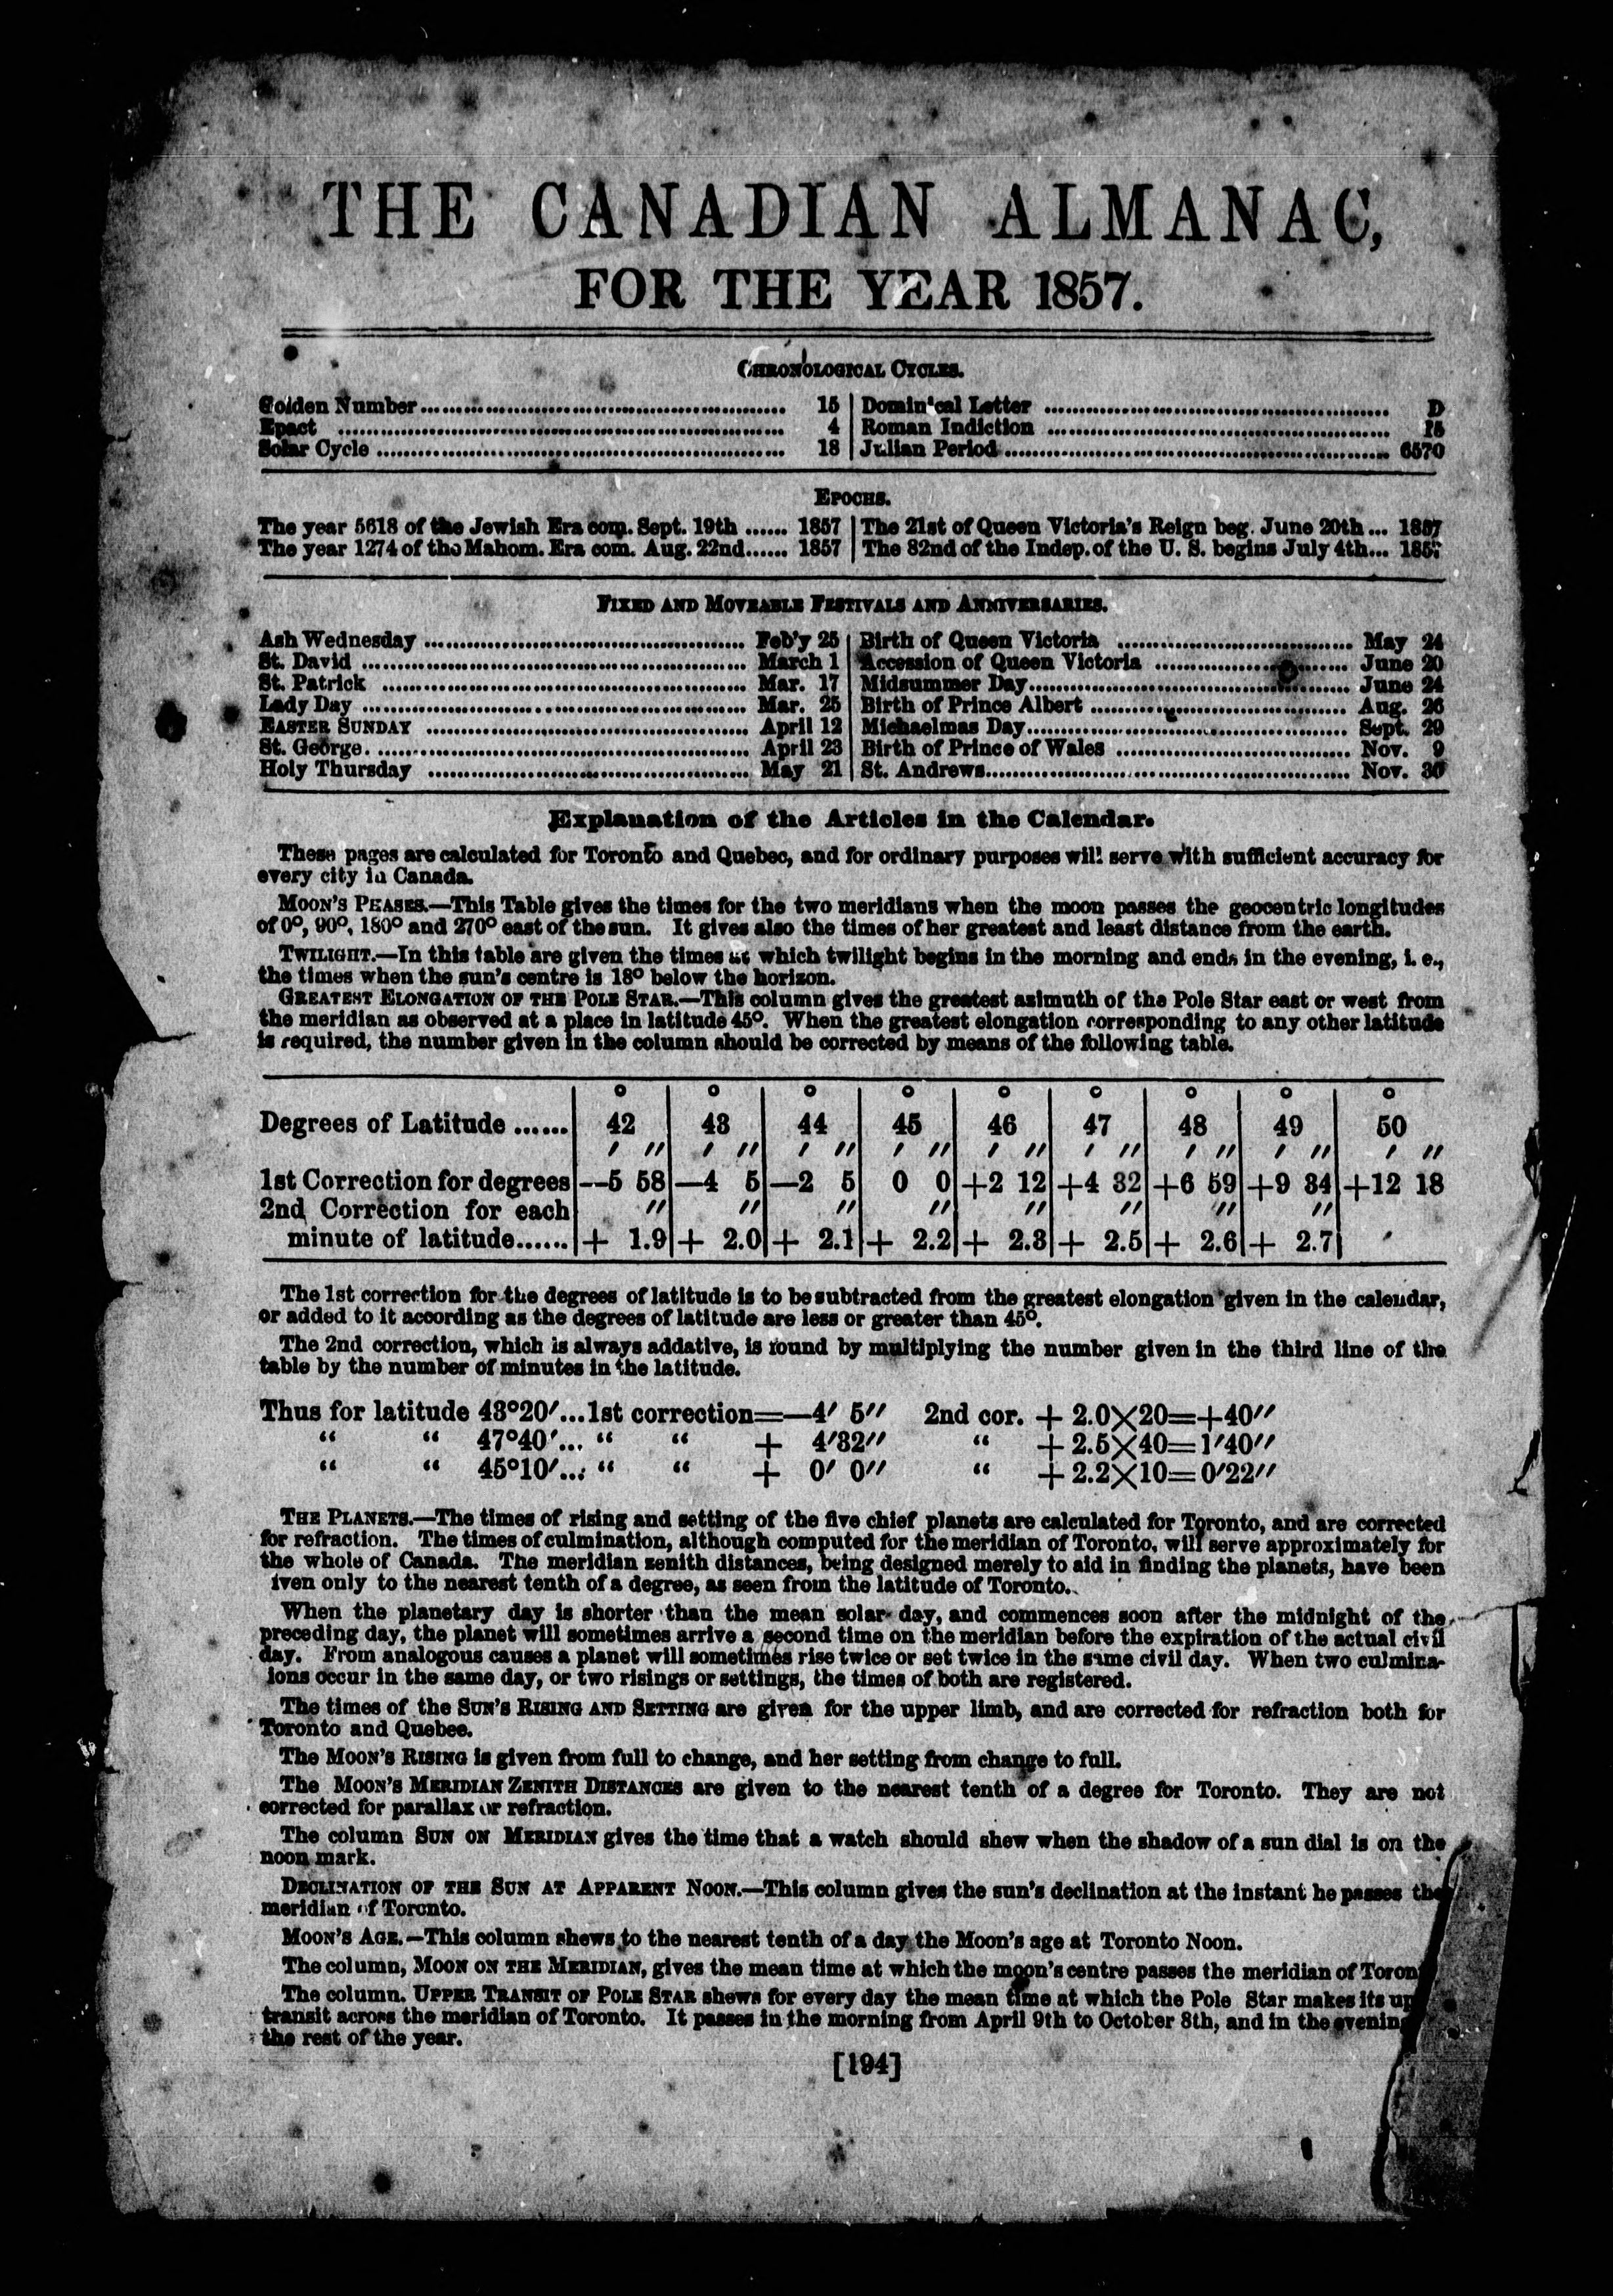 THE CANADIAN ALMANAC,
FOR THE YEAR 1857.
CHRONOLOGICAL CYCLES.
Golden Number........ 15 | Dominical Letter ........ D
Epact ........ 4 | Roman Indiction ........ 15
Solar Cycle ........ 18 | Julian Period........ 6570
EPOCHS.
The year 5618 of the Jewish Era com. Sept. 19th ...... 1857 | The 21st of Queen Victoria's Reign beg. June 20th ... 1857
The year 1274 of the Mahom. Era com. Aug. 22nd...... 1857 | The 82nd of the Indep. of the U. S. begins July 4th... 1857
FIXED AND MOVEABLE FESTIVALS AND ANNIVERSARIES.
Ash Wednesday ........ Feb'y 25 | Birth of Queen Victoria ........ May 24
St. David ........ March 1 | Accession of Queen Victoria ........ June 20
St. Patrick ........ Mar. 17 | Midsummer Day........ June 24
Lady Day ........ Mar. 25 | Birth of Prince Albert ........ Aug. 26
EASTER SUNDAY ........ April 12 | Michaelmas Day........ Sept. 29
St. George........ April 23 | Birth of Prince of Wales ........ Nov. 9
Holy Thursday ........ May 21 | St. Andrews........ Nov. 30
Explanation of the Articles in the Calendar.
These pages are calculated for Toronto and Quebec, and for ordinary purposes will serve with sufficient accuracy for
every city in Canada.
MOON'S PHASES.—This Table gives the times for the two meridians when the moon passes the geocentric longitudes
of 0°, 90°, 180° and 270° east of the sun. It gives also the times of her greatest and least distance from the earth.
TWILIGHT.—In this table are given the times at which twilight begins in the morning and ends in the evening, i. e.,
the times when the sun's centre is 18° below the horizon.
GREATEST ELONGATION OF THE POLE STAR.—This column gives the greatest azimuth of the Pole Star east or west from
the meridian as observed at a place in latitude 45°. When the greatest elongation corresponding to any other latitude
is required, the number given in the column should be corrected by means of the following table.
° ° ° ° ° ° ° ° °
Degrees of Latitude ...... | 42 | 43 | 44 | 45 | 46 | 47 | 48 | 49 | 50
′ ″ ′ ″ ′ ″ ′ ″ ′ ″ ′ ″ ′ ″ ′ ″ ′ ″
1st Correction for degrees | —5 58 | —4 5 | —2 5 | 0 0 | +2 12 | +4 32 | +6 59 | +9 34 | +12 18
2nd Correction for each ″ ″ ″ ″ ″ ″ ″ ″
minute of latitude...... | + 1.9 | + 2.0 | + 2.1 | + 2.2 | + 2.3 | + 2.5 | + 2.6 | + 2.7 |
The 1st correction for the degrees of latitude is to be subtracted from the greatest elongation given in the calendar,
or added to it according as the degrees of latitude are less or greater than 45°.
The 2nd correction, which is always addative, is found by multiplying the number given in the third line of the
table by the number of minutes in the latitude.
Thus for latitude 43°20′...1st correction=—4′ 5″ 2nd cor. + 2.0×20=+40″
“ “ 47°40′... “ “ + 4′32″ “ + 2.5×40=1′40″
“ “ 45°10′... “ “ + 0′ 0″ “ + 2.2×10=0′22″
THE PLANETS.—The times of rising and setting of the five chief planets are calculated for Toronto, and are corrected
for refraction. The times of culmination, although computed for the meridian of Toronto, will serve approximately for
the whole of Canada. The meridian zenith distances, being designed merely to aid in finding the planets, have been
iven only to the nearest tenth of a degree, as seen from the latitude of Toronto.
When the planetary day is shorter than the mean solar day, and commences soon after the midnight of the
preceding day, the planet will sometimes arrive a second time on the meridian before the expiration of the actual civil
day. From analogous causes a planet will sometimes rise twice or set twice in the same civil day. When two culmina-
ions occur in the same day, or two risings or settings, the times of both are registered.
The times of the SUN'S RISING AND SETTING are given for the upper limb, and are corrected for refraction both for
Toronto and Quebec.
The MOON'S RISING is given from full to change, and her setting from change to full.
The MOON'S MERIDIAN ZENITH DISTANCES are given to the nearest tenth of a degree for Toronto. They are not
corrected for parallax or refraction.
The column SUN ON MERIDIAN gives the time that a watch should shew when the shadow of a sun dial is on the
noon mark.
DECLINATION OF THE SUN AT APPARENT NOON.—This column gives the sun's declination at the instant he passes the
meridian of Toronto.
MOON'S AGE.—This column shews to the nearest tenth of a day the Moon's age at Toronto Noon.
The column, MOON ON THE MERIDIAN, gives the mean time at which the moon's centre passes the meridian of Toron
The column. UPPER TRANSIT OF POLE STAR shews for every day the mean time at which the Pole Star makes its up
transit across the meridian of Toronto. It passes in the morning from April 9th to October 8th, and in the evening
the rest of the year.
[194]